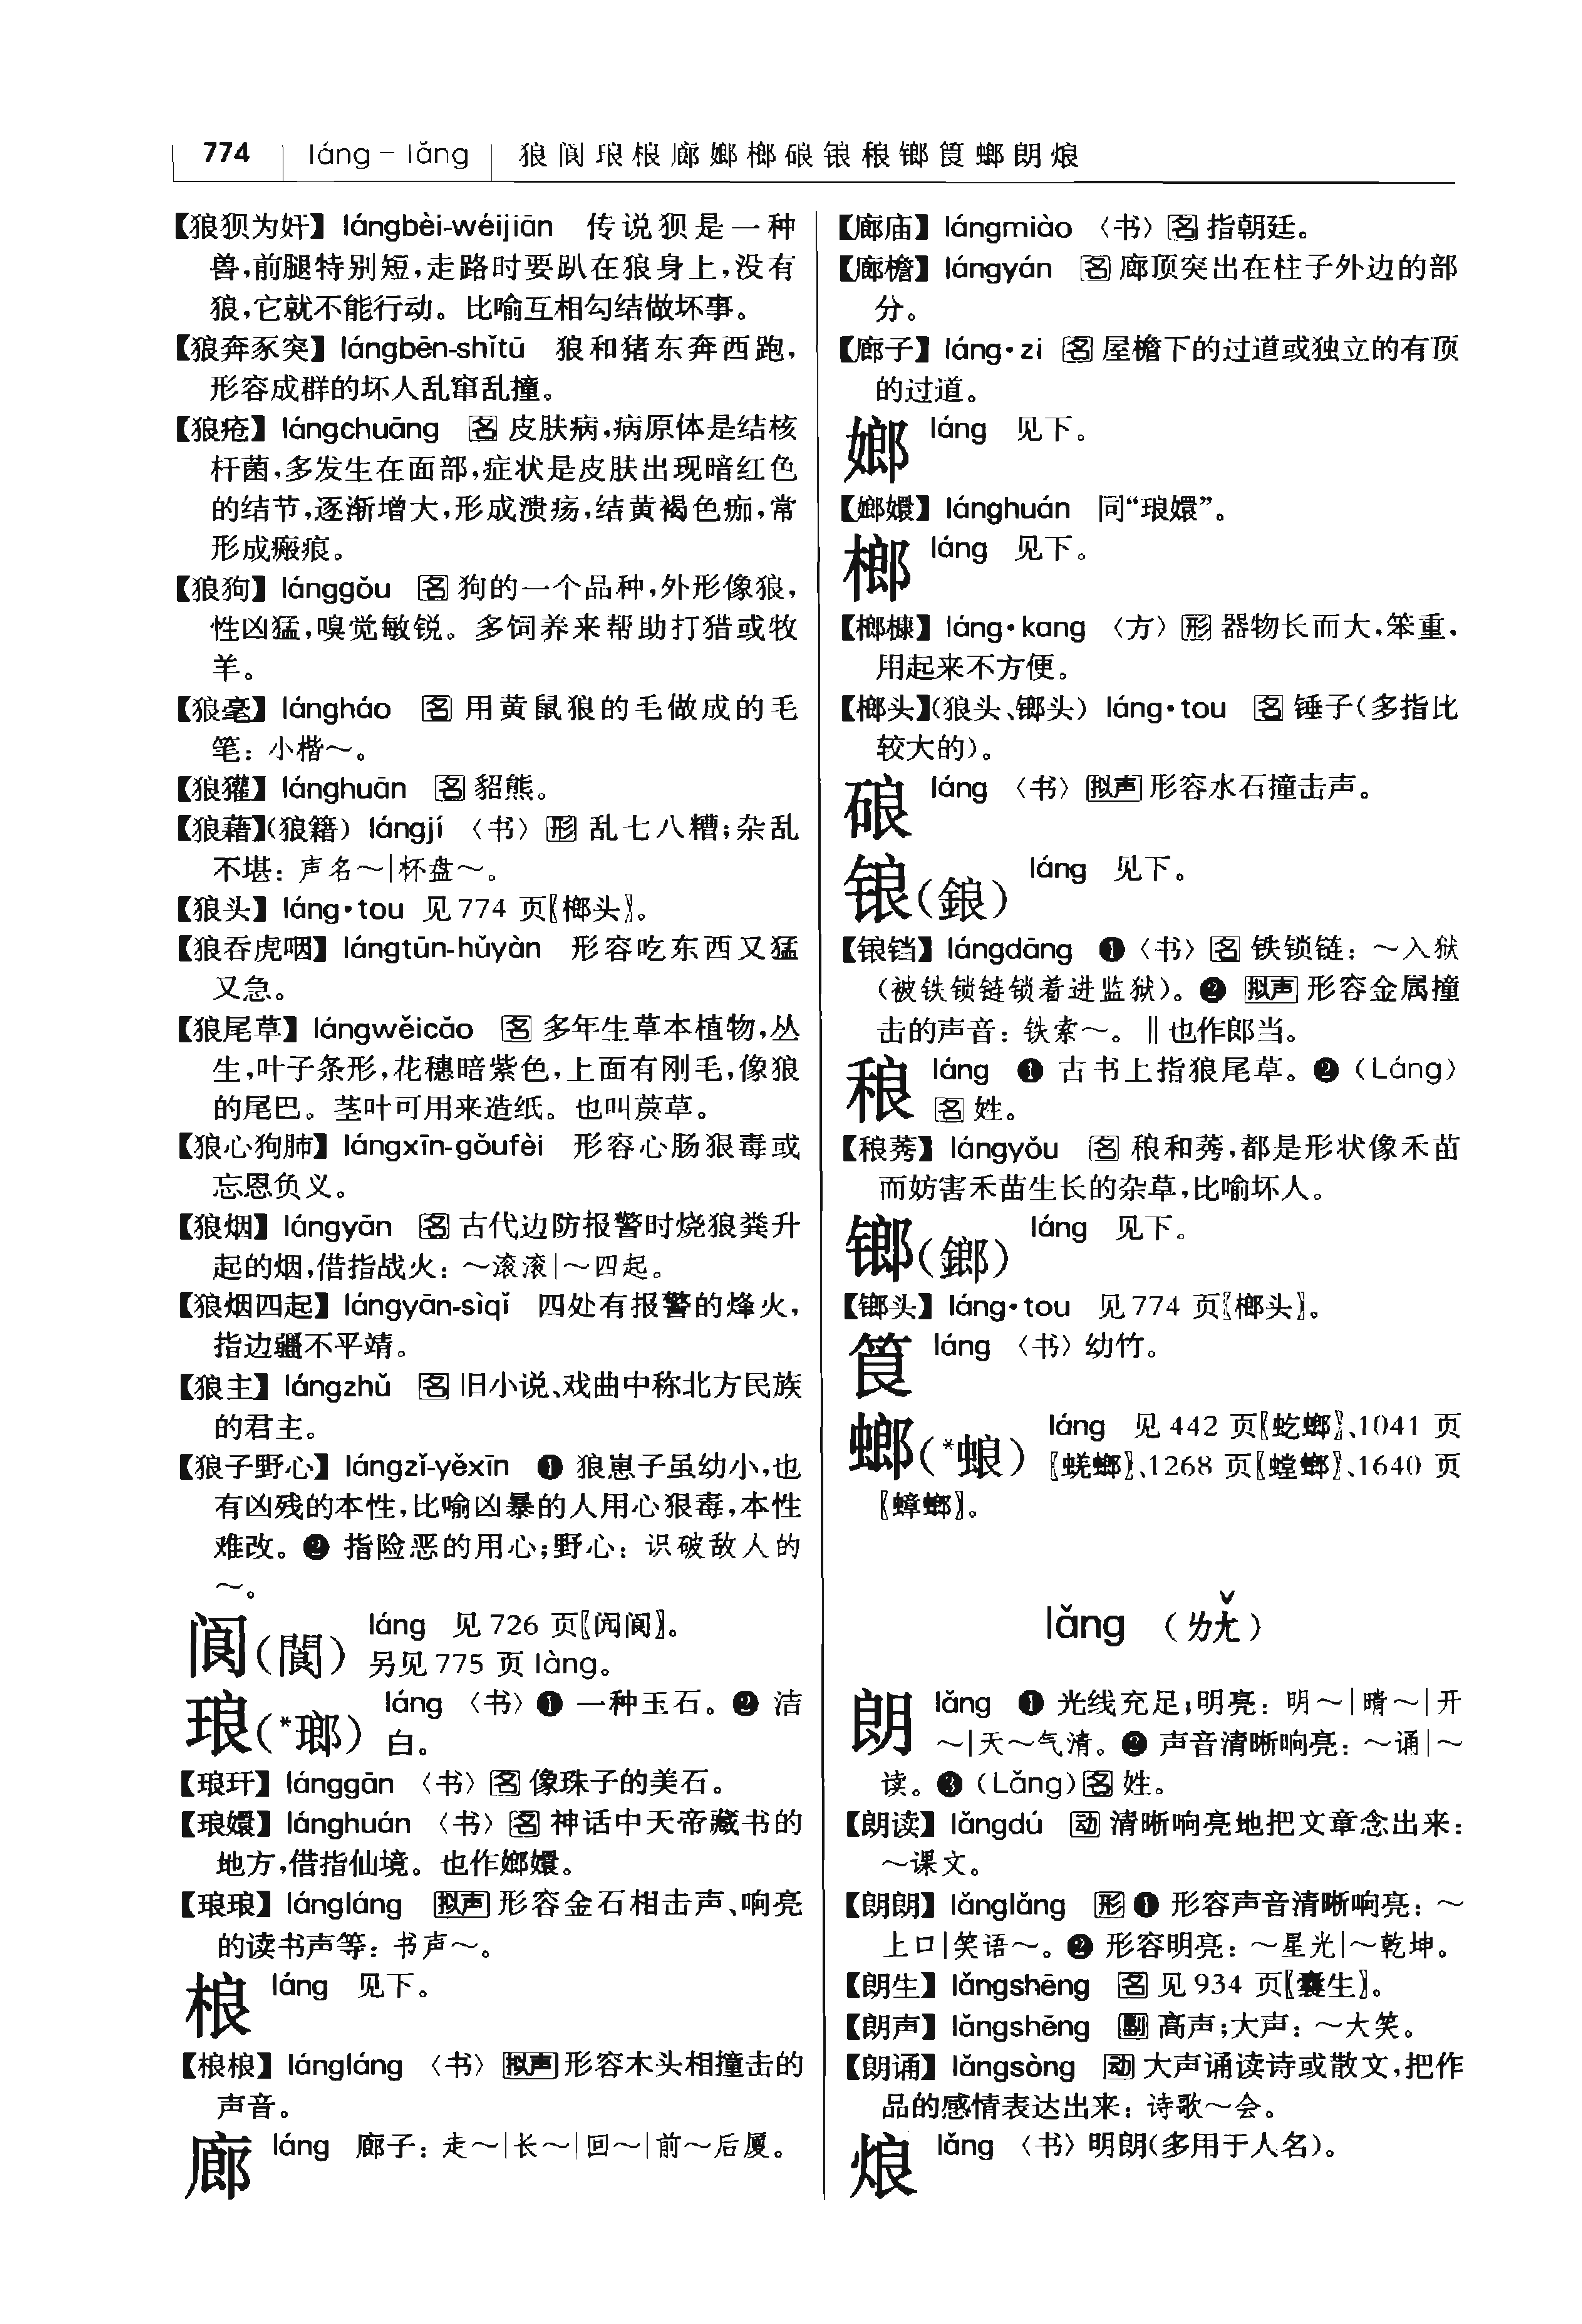 774 láng – lǎng 狼阆琅桹廊嫏榔硠锒稂螂筤螂朗烺
【狼狈为奸】 lángbèi-wéijiān 传说狈是一种
兽,前腿特别短,走路时要趴在狼身上,没有
狼,它就不能行动。比喻互相勾结做坏事。
【狼奔豕突】 lángbēn-shǐtū 狼和猪东奔西跑,
形容成群的坏人乱窜乱撞。
【狼疮】 lángchuāng 名 皮肤病,病原体是结核
杆菌,多发生在面部,症状是皮肤出现暗红色
的结节,逐渐增大,形成溃疡,结黄褐色痂,常
形成瘢痕。
【狼狗】 lánggǒu 名 狗的一个品种,外形像狼,
性凶猛,嗅觉敏锐。多饲养来帮助打猎或牧
羊。
【狼毫】 lángháo 名 用黄鼠狼的毛做成的毛
笔: 小楷～。
【狼獾】 lánghuān 名 貂熊。
【狼藉】(狼籍) lángjí 〈书〉 形 乱七八糟;杂乱
不堪: 声名～|杯盘～。
【狼头】 láng·tou 见 774 页〖榔头〗。
【狼吞虎咽】 lángtūn-hǔyàn 形容吃东西又猛
又急。
【狼尾草】 lángwěicǎo 名 多年生草本植物,丛
生,叶子条形,花穗暗紫色,上面有刚毛,像狼
的尾巴。茎叶可用来造纸。也叫蒗草。
【狼心狗肺】 lángxīn-gǒufèi 形容心肠狠毒或
忘恩负义。
【狼烟】 lángyān 名 古代边防报警时烧狼粪升
起的烟,借指战火: ～滚滚|～四起。
【狼烟四起】 lángyān-sìqǐ 四处有报警的烽火,
指边疆不平靖。
【狼主】 lángzhǔ 名 旧小说、戏曲中称北方民族
的君主。
【狼子野心】 lángzǐ-yěxīn ❶ 狼崽子虽幼小,也
有凶残的本性,比喻凶暴的人用心狠毒,本性
难改。❷ 指险恶的用心;野心: 识破敌人的
～。
阆(閬) láng 见 726 页〖闶阆〗。
另见 775 页 làng。
琅(*瑯) láng 〈书〉 ❶ 一种玉石。❷ 洁
白。
【琅玕】 lánggān 〈书〉 名 像珠子的美石。
【琅嬛】 lánghuán 〈书〉 名 神话中天帝藏书的
地方,借指仙境。也作嫏嬛。
【琅琅】 lángláng 拟声 形容金石相击声、响亮
的读书声等: 书声～。
桹 láng 见下。
【桹桹】 lángláng 〈书〉 拟声 形容木头相撞击的
声音。
廊 láng 廊子: 走～|长～|回～|前～后厦。
【廊庙】 lángmiào 〈书〉 名 指朝廷。
【廊檐】 lángyán 名 廊顶突出在柱子外边的部
分。
【廊子】 láng·zi 名 屋檐下的过道或独立的有顶
的过道。
嫏 láng 见下。
【嫏嬛】 lánghuán 同“琅嬛”。
榔 láng 见下。
【榔槺】 láng·kang 〈方〉 形 器物长而大,笨重,
用起来不方便。
【榔头】(狼头、鎯头) láng·tou 名 锤子(多指比
较大的)。
硠 láng 〈书〉 拟声 形容水石撞击声。
锒(鋃) láng 见下。
【锒铛】 lángdāng ❶〈书〉 名 铁锁链: ～入狱
(被铁锁链锁着进监狱)。❷ 拟声 形容金属撞
击的声音: 铁索～。‖也作郎当。
稂 láng ❶ 古书上指狼尾草。❷ (Láng)
名 姓。
【稂莠】 lángyǒu 名 稂和莠,都是形状像禾苗
而妨害禾苗生长的杂草,比喻坏人。
锒(鎯) láng 见下。
【鎯头】 láng·tou 见 774 页〖榔头〗。
筤 láng 〈书〉 幼竹。
螂(*蜋) láng 见 442 页〖虼螂〗、1041 页
〖蜣螂〗、1268 页〖螳螂〗、1640 页
〖蟑螂〗。
lǎng (ㄌㄤˇ)
朗 lǎng ❶ 光线充足;明亮: 明～|晴～|开
～|天～气清。❷ 声音清晰响亮: ～诵|～
读。❸ (Lǎng) 名 姓。
【朗读】 lǎngdú 动 清晰响亮地把文章念出来:
～课文。
【朗朗】 lǎnglǎng 形 ❶ 形容声音清晰响亮: ～
上口|笑语～。❷ 形容明亮: ～星光|～乾坤。
【朗生】 lǎngshēng 名 见 934 页〖囊生〗。
【朗声】 lǎngshēng 副 高声;大声: ～大笑。
【朗诵】 lǎngsòng 动 大声诵读诗或散文,把作
品的感情表达出来: 诗歌～会。
烺 lǎng 〈书〉 明朗(多用于人名)。